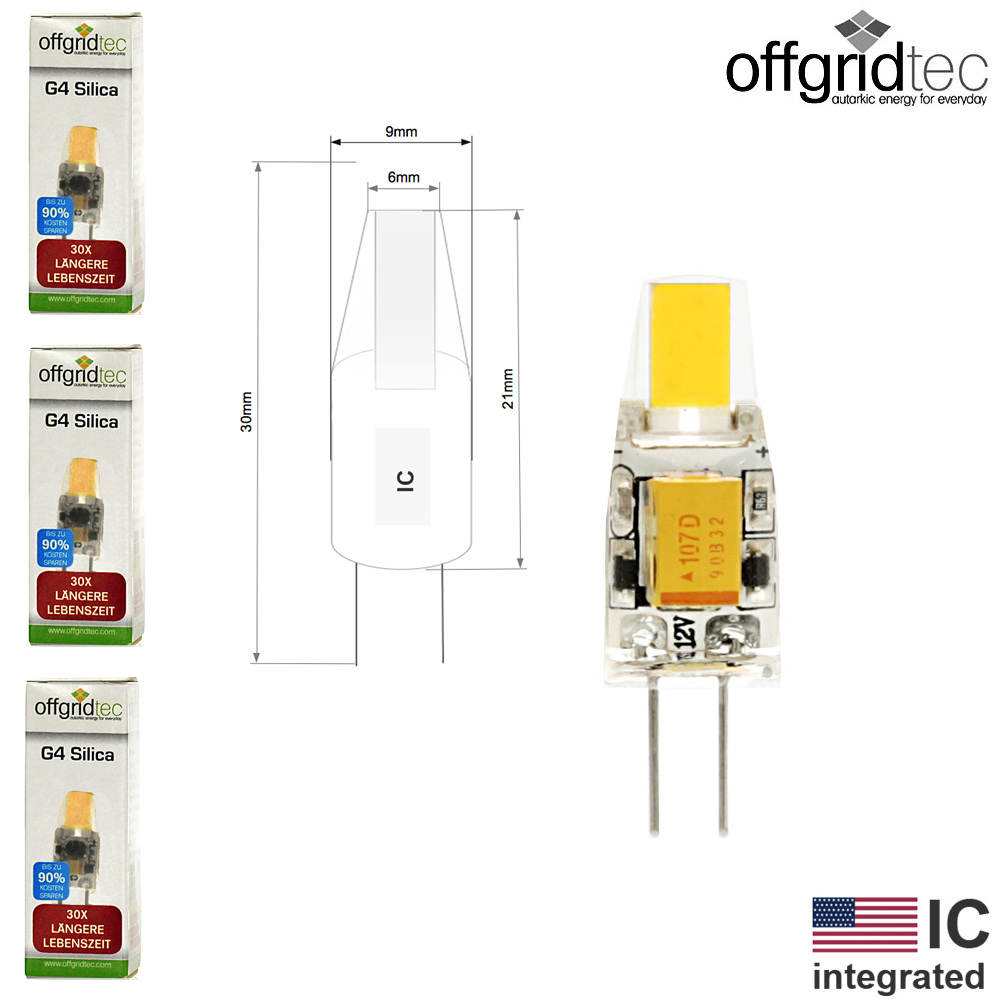 offgridtec
autarkic energy for everyday
G4 Silica
BIS ZU
90%
KOSTEN
SPAREN
30X
LÄNGERE
LEBENSZEIT
www.offgridtec.com
offgridtec
autarkic energy for everyday
G4 Silica
BIS ZU
90%
KOSTEN
SPAREN
30X
LÄNGERE
LEBENSZEIT
www.offgridtec.com
offgridtec
autarkic energy for everyday
G4 Silica
BIS ZU
90%
KOSTEN
SPAREN
30X
LÄNGERE
LEBENSZEIT
www.offgridtec.com
9mm
6mm
30mm
21mm
IC
offgridtec
autarkic energy for everyday
+
107D
90B32
R62
12V
IC
integrated